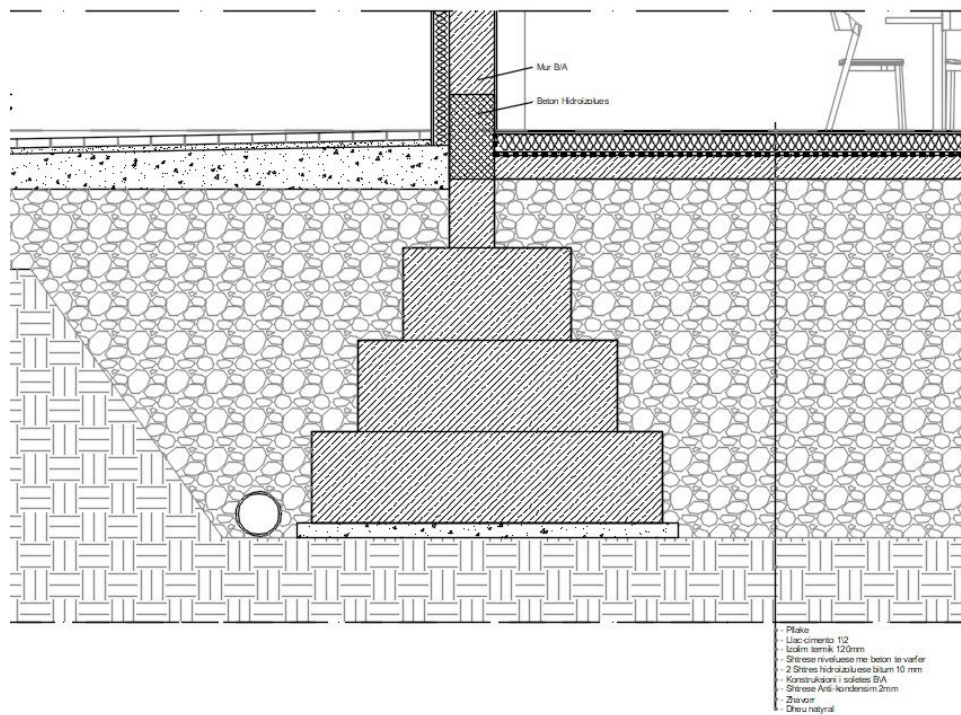 Mur B/A
Beton Hidroizolues
- Pllake
- Llac-cimento 1\2
- Izolim termik 120mm
- Shtrese niveluese me beton te varfer
- 2 Shtres hidroizoluese bitum 10 mm
- Konstruksioni i soletes B\A
- Shtrese Anti-kondensim 2mm
- Zhavorr
- Dheu natyral